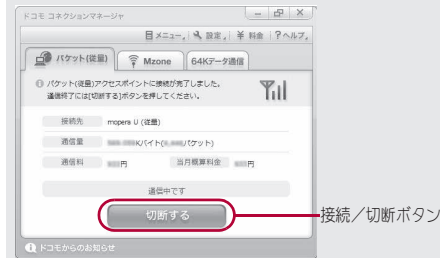 ドコモ コネクションマネージャ
メニュー 設定 ¥ 料金 ?ヘルプ
パケット(従量) Mzone 64Kデータ通信
パケット(従量)アクセスポイントに接続が完了しました。
通信終了には[切断する]ボタンを押してください。
接続先 mopera U (従量)
通信量 Kバイト( パケット)
通信料 円 当月概算料金 円
通信中です
切断する
接続/切断ボタン
ドコモからのお知らせ